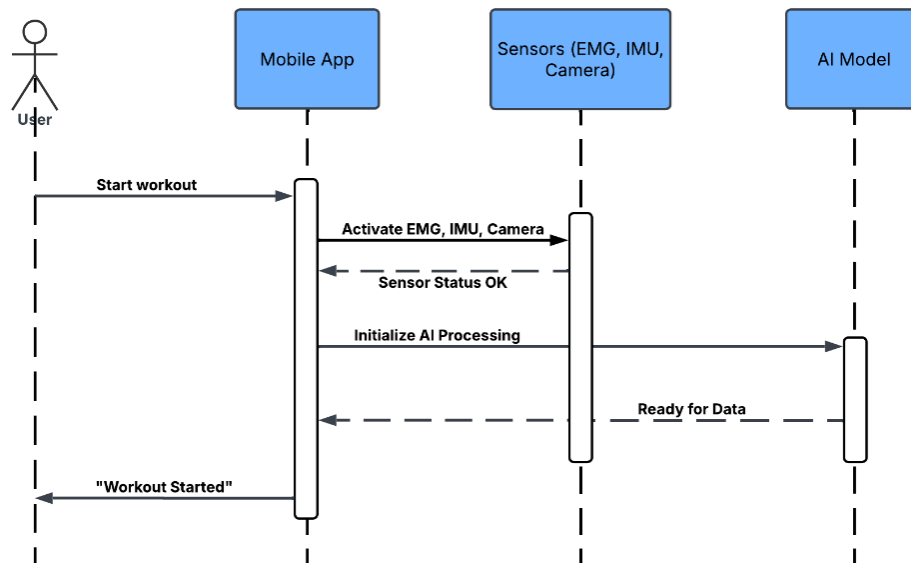 Mobile App
Sensors (EMG, IMU,
Camera)
AI Model
User
Start workout
Activate EMG, IMU, Camera
Sensor Status OK
Initialize AI Processing
Ready for Data
"Workout Started"